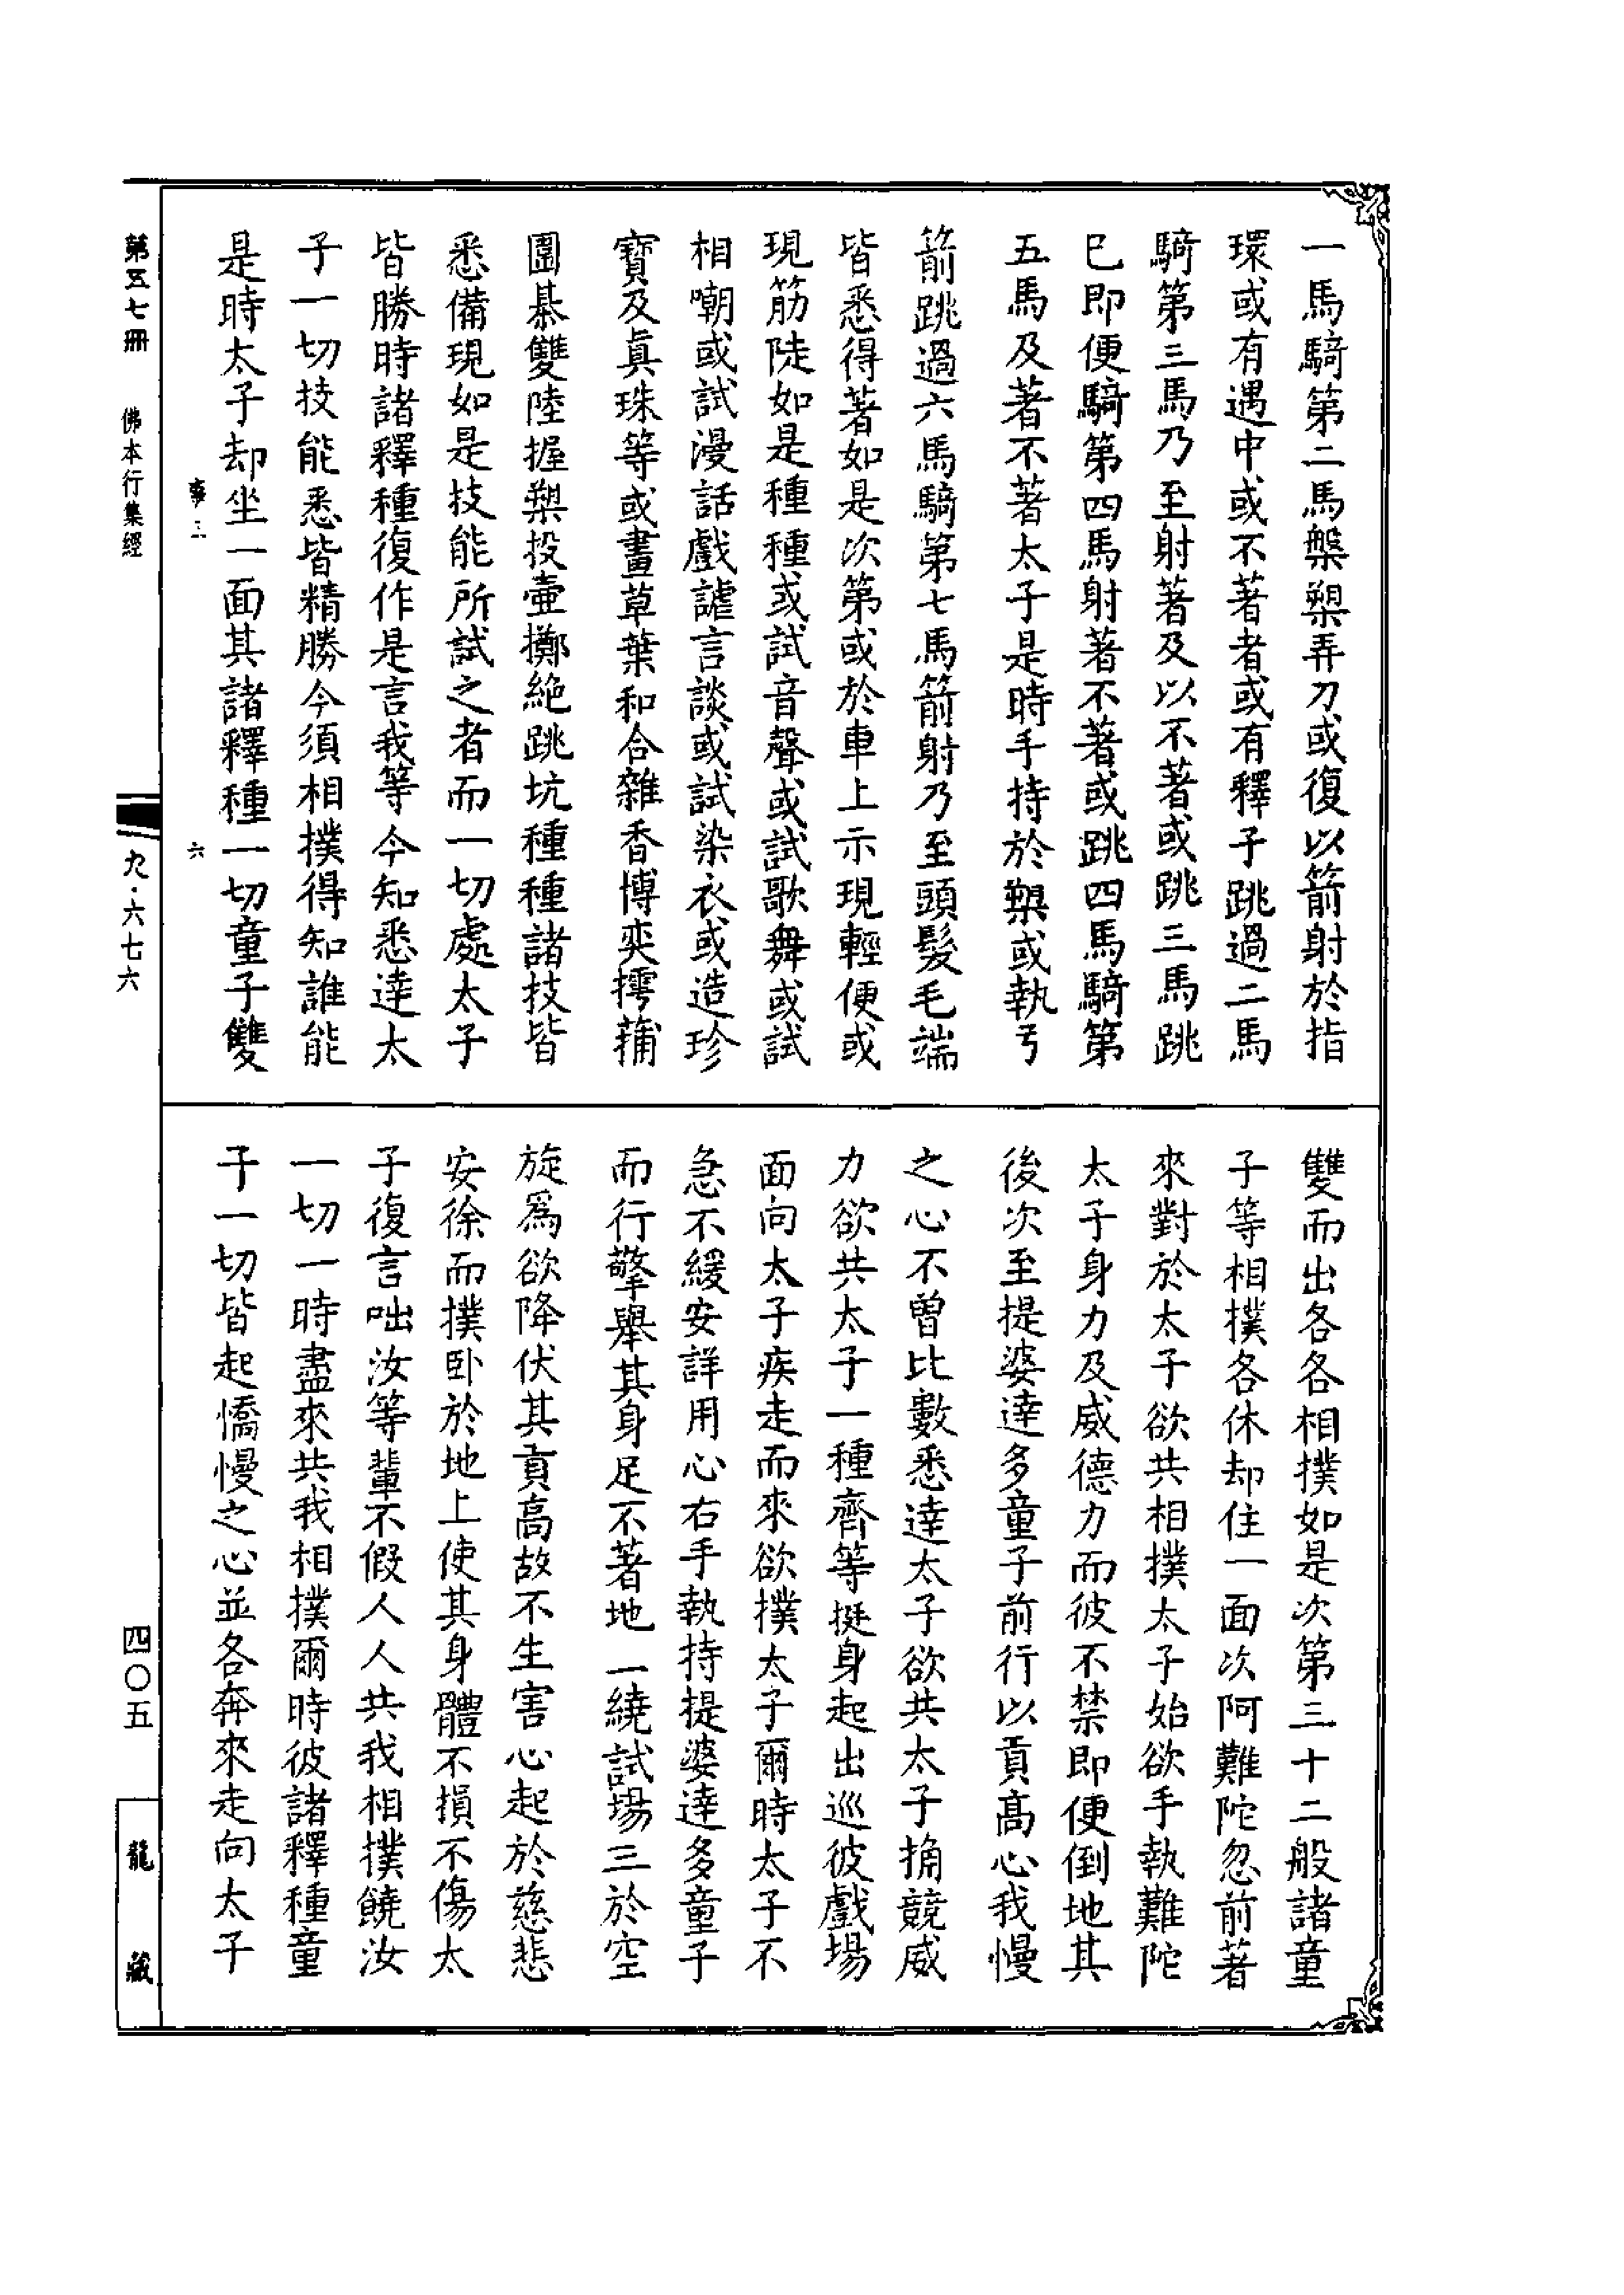 一馬騎第二馬槃槊弄刀或復以箭射於指
環或有遇中或不著者或有釋子跳過二馬
騎第三馬乃至射著及以不著或跳三馬跳
已即便騎第四馬射著不著或跳四馬騎第
五馬及著不著太子是時手持於槊或執弓
箭跳過六馬騎第七馬箭射乃至頭髮毛端
皆悉得著如是次第或於車上示現輕便或
現筋陡如是種種或試音聲或試歌舞或試
相嘲或試漫話戲謔言談或試染衣或造珍
寶及眞珠等或畫草葉和合雜香博奕摴蒱
圍棊雙陸握槊投壷擲絶跳坑種種諸技皆
悉備現如是技能所試之者而一切處太子
皆勝時諸釋種復作是言我等今知悉達太
子一切技能悉皆精勝今須相撲得知誰能
是時太子却坐一面其諸釋種一切童子雙
雙而出各各相撲如是次第三十二般諸童
子等相撲各休却住一面次阿難陀忽前著
來對於太子欲共相撲太子始欲手執難陀
太子身力及威德力而彼不禁即便倒地其
後次至提婆達多童子前行以貢髙心我慢
之心不曽比數悉達太子欲共太子捔競威
力欲共太子一種齊等挺身起出巡彼戲場
面向太子疾走而來欲撲太子爾時太子不
急不緩安詳用心右手執持提婆達多童子
而行擎舉其身足不著地一繞試場三於空
旋爲欲降伏其貢高故不生害心起於慈悲
安徐而撲卧於地上使其身體不損不傷太
子復言咄汝等輩不假人人共我相撲饒汝
一切一時盡來共我相撲爾時彼諸釋種童
子一切皆起憍慢之心並各奔來走向太子
第五七冊
佛本行集經
三
六
九·六七六
四〇五
龍藏